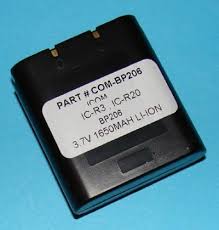 PART # COM-BP206
ICOM
IC-R3, IC-R20
BP206
3.7V 1650MAH LI-ION